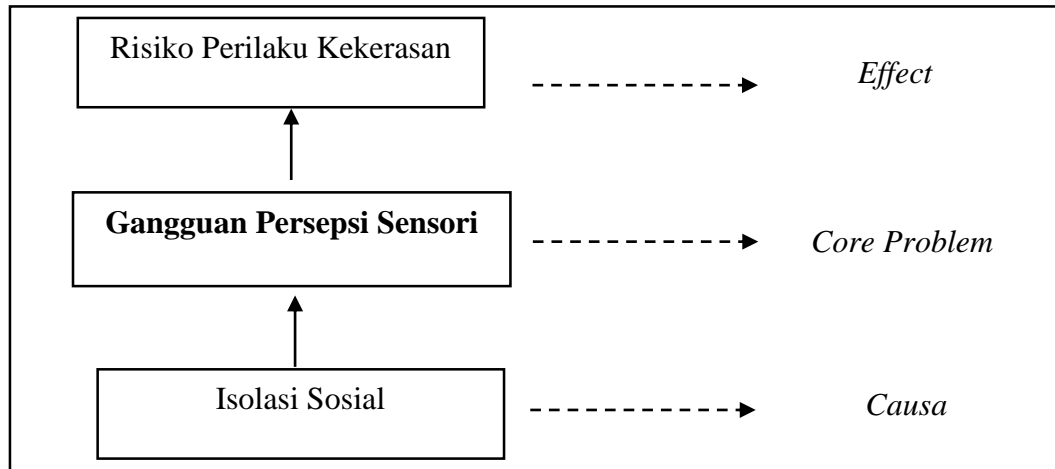 Risiko Perilaku Kekerasan
Effect
Gangguan Persepsi Sensori
Core Problem
Isolasi Sosial
Causa